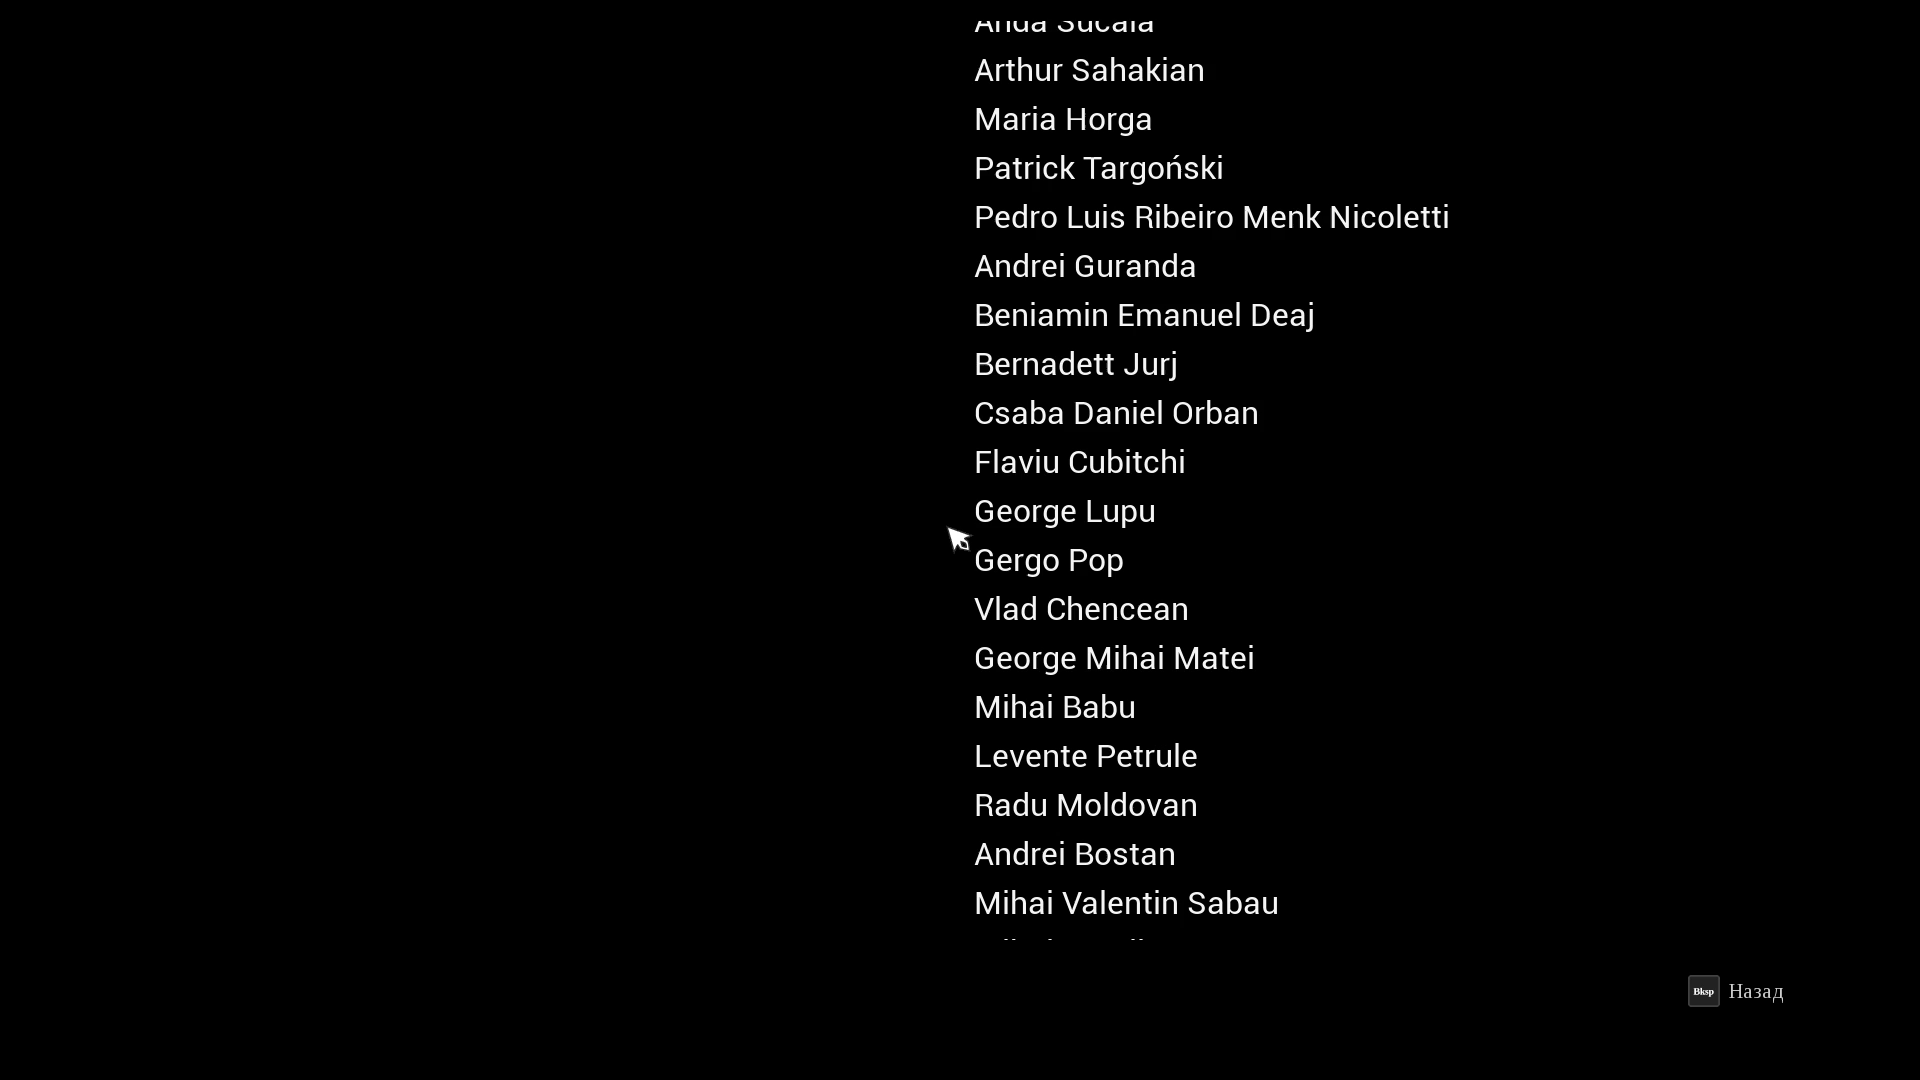 Anda Sucala
Arthur Sahakian
Maria Horga
Patrick Targoński
Pedro Luis Ribeiro Menk Nicoletti
Andrei Guranda
Beniamin Emanuel Deaj
Bernadett Jurj
Csaba Daniel Orban
Flaviu Cubitchi
George Lupu
Gergo Pop
Vlad Chencean
George Mihai Matei
Mihai Babu
Levente Petrule
Radu Moldovan
Andrei Bostan
Mihai Valentin Sabau
Bksp Назад